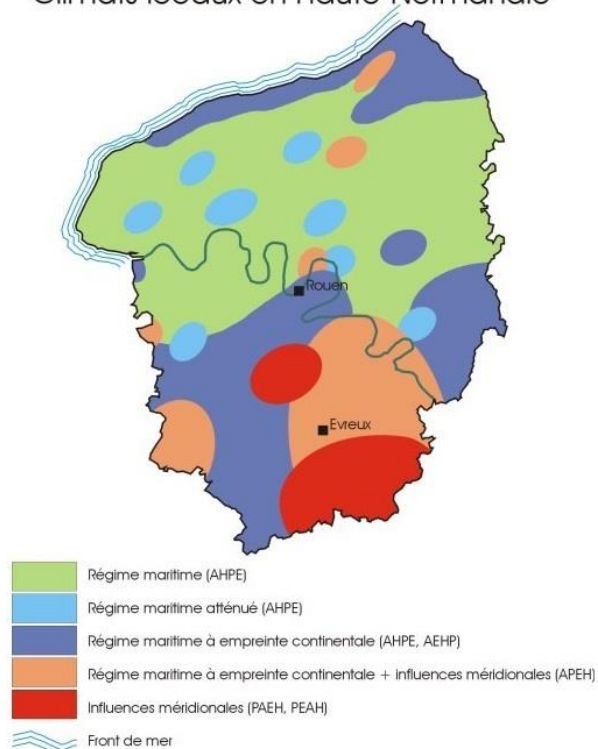 Climats locaux en Haute-Normandie
Rouen
Evreux
Régime maritime (AHPE)
Régime maritime atténué (AHPE)
Régime maritime à empreinte continentale (AHPE, AEHP)
Régime maritime à empreinte continentale + influences méridionales (APEH)
Influences méridionales (PAEH, PEAH)
Front de mer